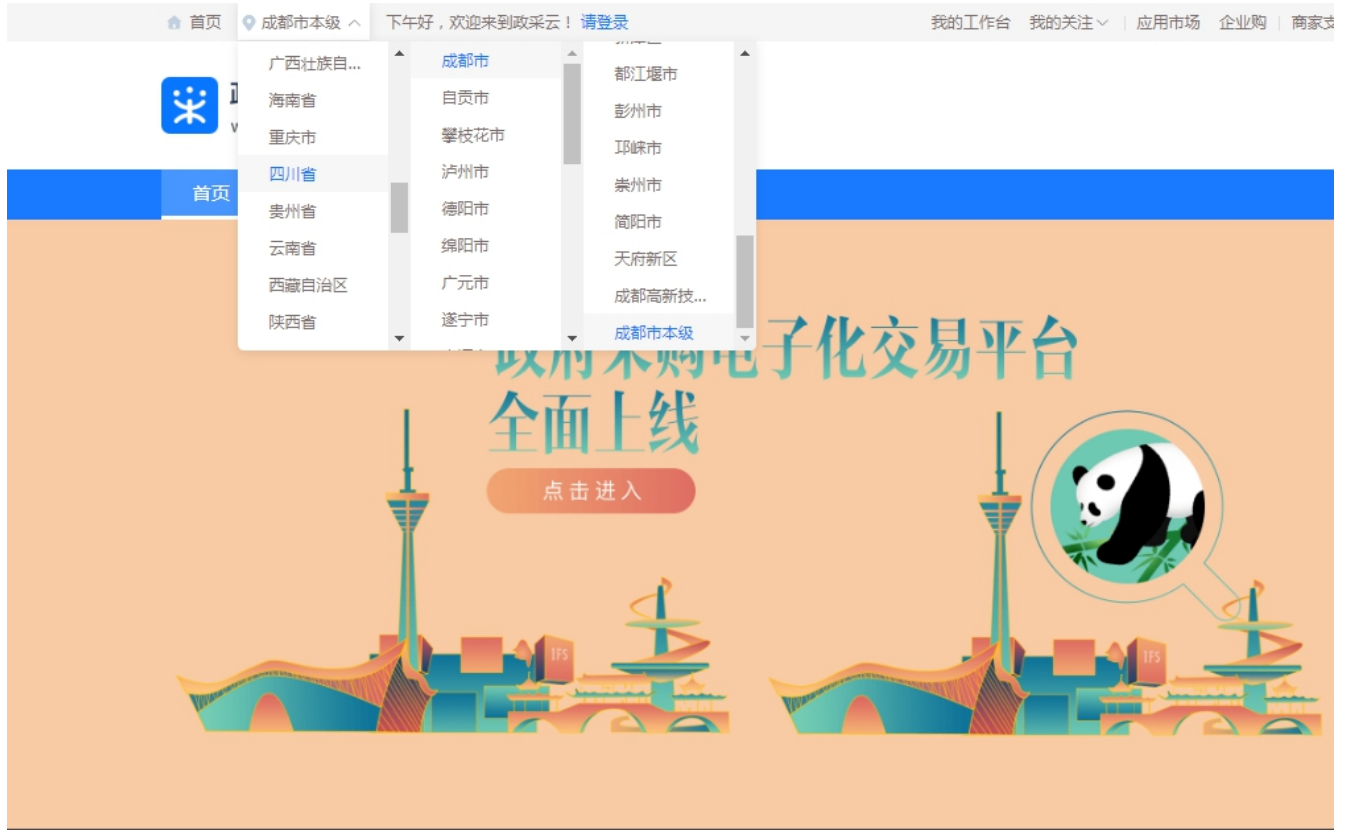 首页 成都市本级 下午好，欢迎来到政采云！ 请登录 我的工作台 我的关注 应用市场 企业购 商家支
广西壮族自...
海南省
重庆市
四川省
贵州省
云南省
西藏自治区
陕西省
成都市
自贡市
攀枝花市
泸州市
德阳市
绵阳市
广元市
遂宁市
都江堰市
彭州市
邛崃市
崇州市
简阳市
天府新区
成都高新技...
成都市本级
首页
政府采购电子化交易平台
全面上线
点击进入
IFS
IFS